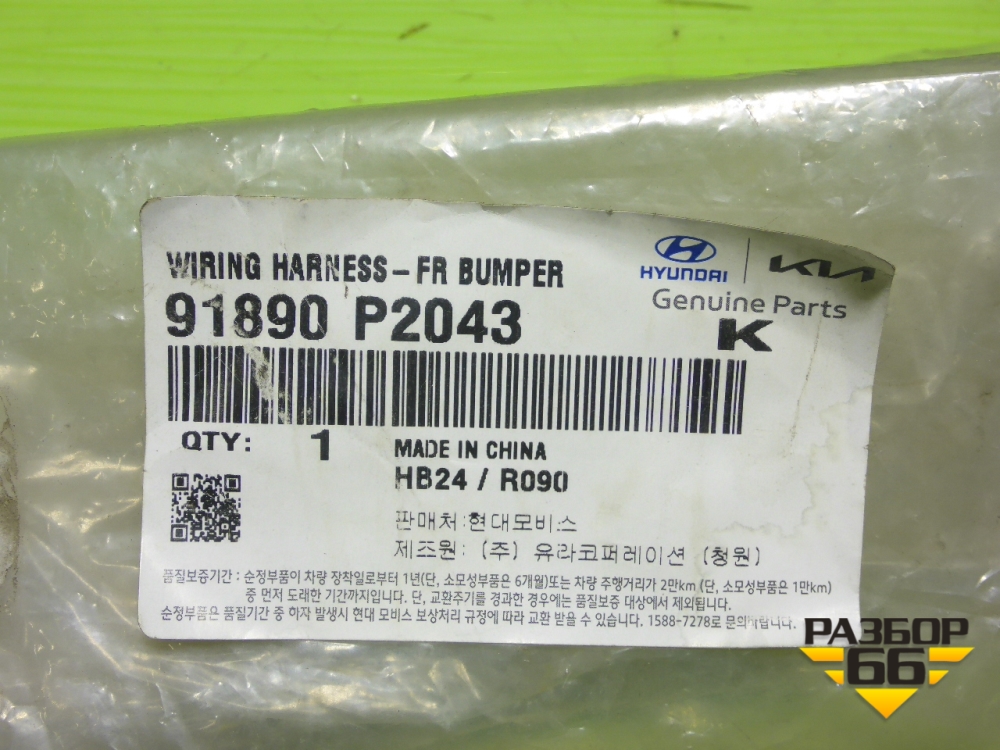 WIRING HARNESS-FR BUMPER
91890 P2043
HYUNDAI
KIA
Genuine Parts
K
QTY: 1
MADE IN CHINA
HB24 / R090
판매처:현대모비스
제조원: (주) 유라코퍼레이션 (청원)
품질보증기간 : 순정부품이 차량 장착일로부터 1년(단, 소모성부품은 6개월)또는 차량 주행거리가 2만km (단, 소모성부품은 1만km)
중 먼저 도래한 기간까지입니다. 단, 교환주기를 경과한 경우에는 품질보증 대상에서 제외됩니다.
순정부품은 품질기간 중 하자 발생시 현대 모비스 보상처리 규정에 따라 교환 받을 수 있습니다. 1588-7278로 문의바랍니다.
РАЗБОР
66